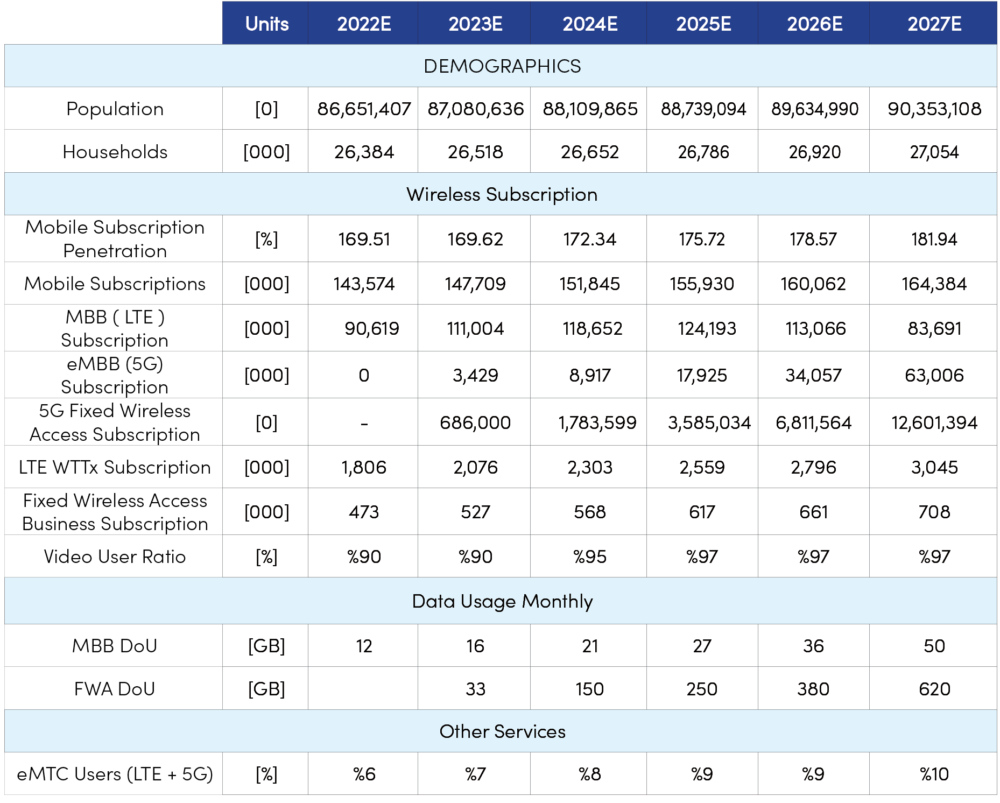 Units 2022E 2023E 2024E 2025E 2026E 2027E
DEMOGRAPHICS
Population [0] 86,651,407 87,080,636 88,109,865 88,739,094 89,634,990 90,353,108
Households [000] 26,384 26,518 26,652 26,786 26,920 27,054
Wireless Subscription
Mobile Subscription
Penetration [%] 169.51 169.62 172.34 175.72 178.57 181.94
Mobile Subscriptions [000] 143,574 147,709 151,845 155,930 160,062 164,384
MBB ( LTE )
Subscription [000] 90,619 111,004 118,652 124,193 113,066 83,691
eMBB (5G)
Subscription [000] 0 3,429 8,917 17,925 34,057 63,006
5G Fixed Wireless
Access Subscription [0] - 686,000 1,783,599 3,585,034 6,811,564 12,601,394
LTE WTTx Subscription [000] 1,806 2,076 2,303 2,559 2,796 3,045
Fixed Wireless Access
Business Subscription [000] 473 527 568 617 661 708
Video User Ratio [%] %90 %90 %95 %97 %97 %97
Data Usage Monthly
MBB DoU [GB] 12 16 21 27 36 50
FWA DoU [GB] 33 150 250 380 620
Other Services
eMTC Users (LTE + 5G) [%] %6 %7 %8 %9 %9 %10